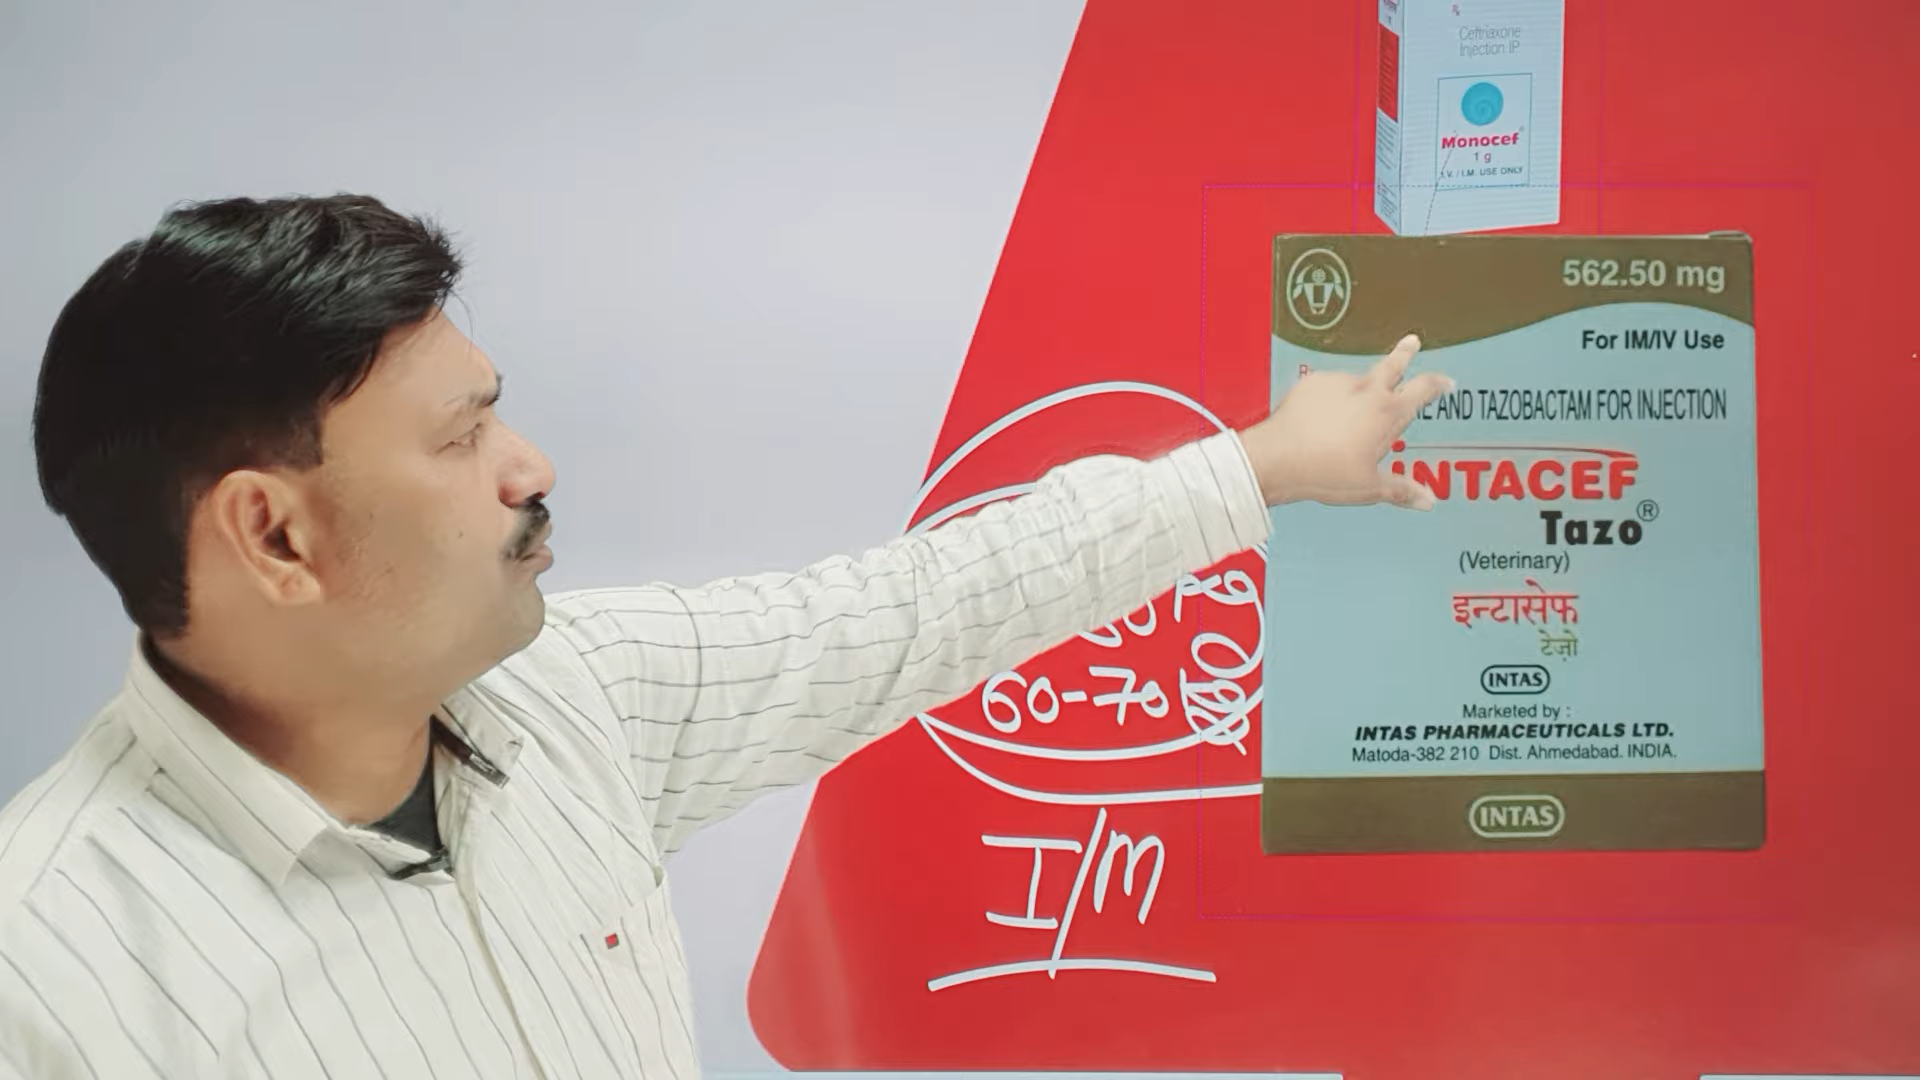 Ceftriaxone
Injection IP
Monocef
1 g
I.V. / I.M. USE ONLY
562.50 mg
For IM/IV Use
AND TAZOBACTAM FOR INJECTION
INTACEF
Tazo®
(Veterinary)
इन्टासेफ
टेज़ो
INTAS
Marketed by :
INTAS PHARMACEUTICALS LTD.
Matoda-382 210 Dist. Ahmedabad. INDIA.
INTAS
60-70
I/M